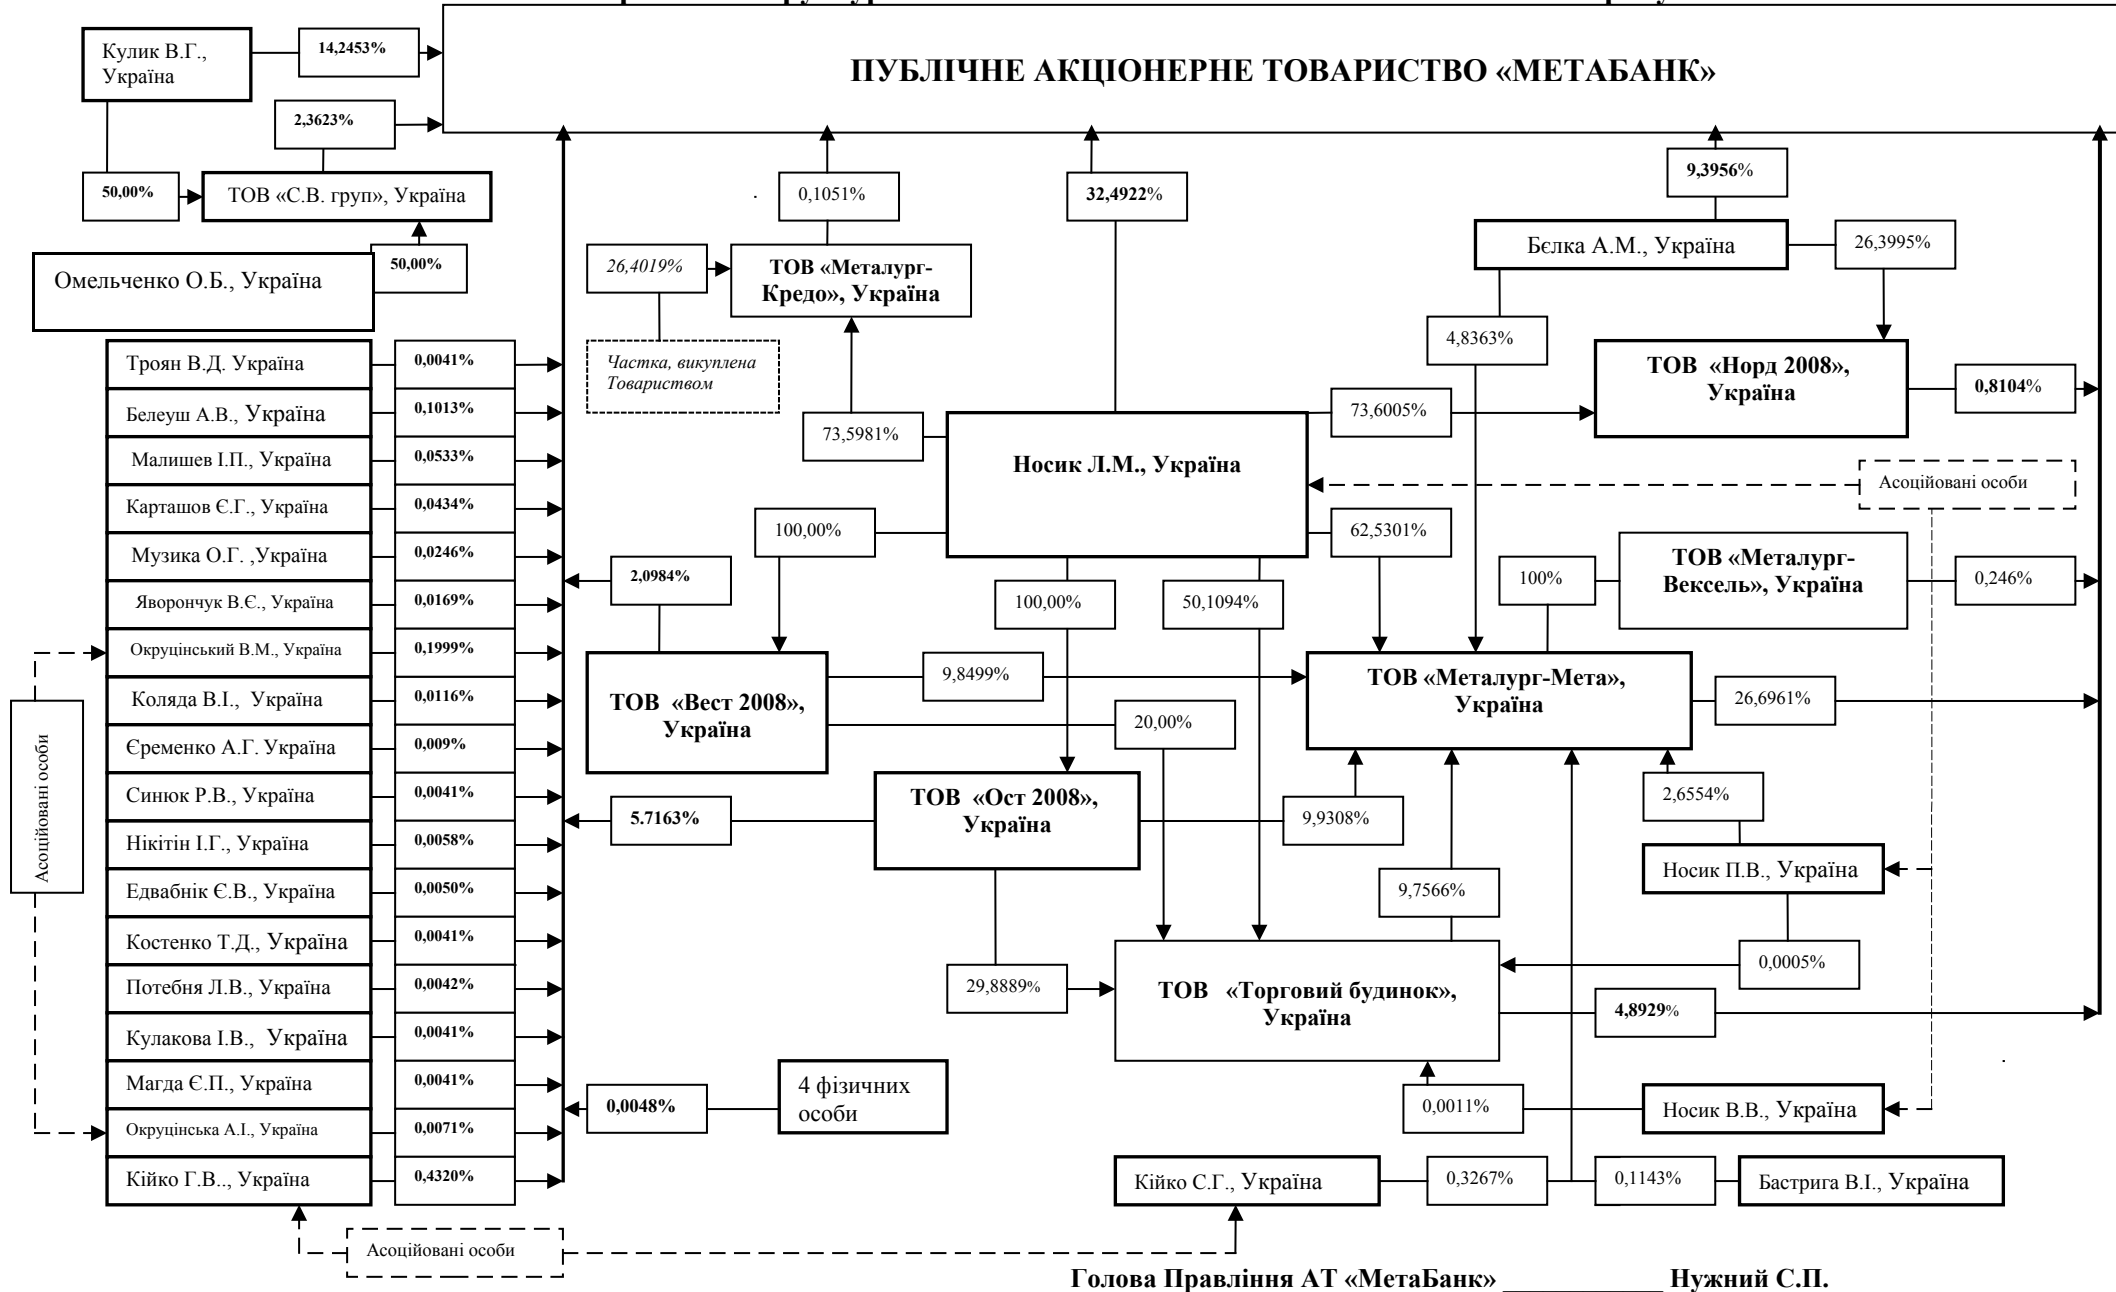 ПУБЛІЧНЕ АКЦІОНЕРНЕ ТОВАРИСТВО «МЕТАБАНК»
Кулик В.Г.,
Україна
14,2453%
2,3623%
50,00%
ТОВ «С.В. груп», Україна
50,00%
Омельченко О.Б., Україна
0,1051%
32,4922%
9,3956%
Бєлка А.М., Україна
26,3995%
26,4019%
ТОВ «Металург-
Кредо», Україна
Частка, викуплена
Товариством
73,5981%
4,8363%
ТОВ «Норд 2008»,
Україна
0,8104%
73,6005%
Носик Л.М., Україна
Асоційовані особи
Троян В.Д. Україна
0,0041%
Белеуш А.В., Україна
0,1013%
Малишев І.П., Україна
0,0533%
Карташов Є.Г., Україна
0,0434%
Музика О.Г. ,Україна
0,0246%
Яворончук В.Є., Україна
0,0169%
Окруцінський В.М., Україна
0,1999%
Коляда В.І., Україна
0,0116%
Єременко А.Г. Україна
0,009%
Синюк Р.В., Україна
0,0041%
Нікітін І.Г., Україна
0,0058%
Едвабнік Є.В., Україна
0,0050%
Костенко Т.Д., Україна
0,0041%
Потебня Л.В., Україна
0,0042%
Кулакова І.В., Україна
0,0041%
Магда Є.П., Україна
0,0041%
Окруцінська А.І., Україна
0,0071%
Кійко Г.В.., Україна
0,4320%
Асоційовані особи
100,00%
62,5301%
2,0984%
100,00%
50,1094%
100%
ТОВ «Металург-
Вексель», Україна
0,246%
ТОВ «Вест 2008»,
Україна
9,8499%
20,00%
ТОВ «Металург-Мета»,
Україна
26,6961%
5.7163%
ТОВ «Ост 2008»,
Україна
9,9308%
2,6554%
Носик П.В., Україна
9,7566%
0,0005%
29,8889%
ТОВ «Торговий будинок»,
Україна
4,8929%
0,0048%
4 фізичних
особи
0,0011%
Носик В.В., Україна
Кійко С.Г., Україна
0,3267%
0,1143%
Бастрига В.І., Україна
Асоційовані особи
Голова Правління АТ «МетаБанк» ____________ Нужний С.П.